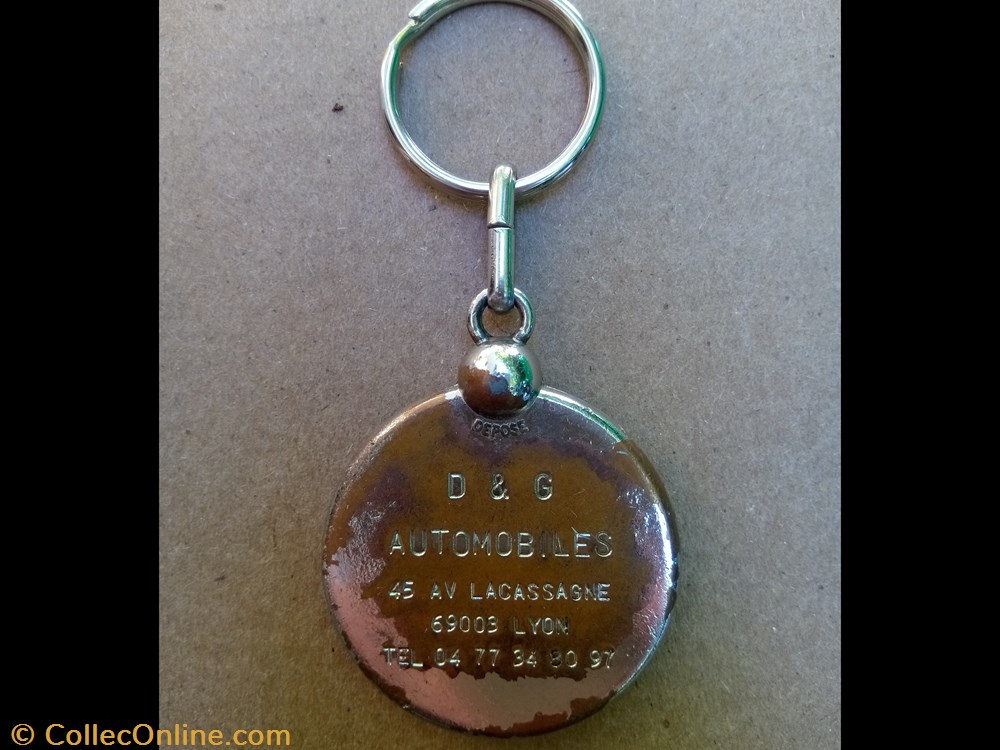 DEPOSE
D & G
AUTOMOBILES
45 AV LACASSAGNE
69003 LYON
TEL 04 77 34 80 97
© CollecOnline.com